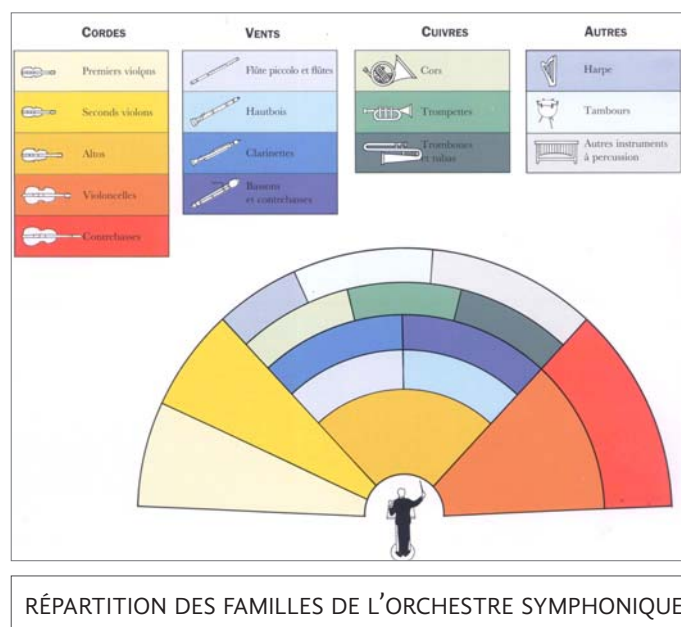 CORDES
Premiers violons
Seconds violons
Altos
Violoncelles
Contrebasses
VENTS
Flûte piccolo et flûtes
Hautbois
Clarinettes
Bassons
et contrebasses
CUIVRES
Cors
Trompettes
Trombones
et tubas
AUTRES
Harpe
Tambours
Autres instruments
à percussion
RÉPARTITION DES FAMILLES DE L'ORCHESTRE SYMPHONIQUE